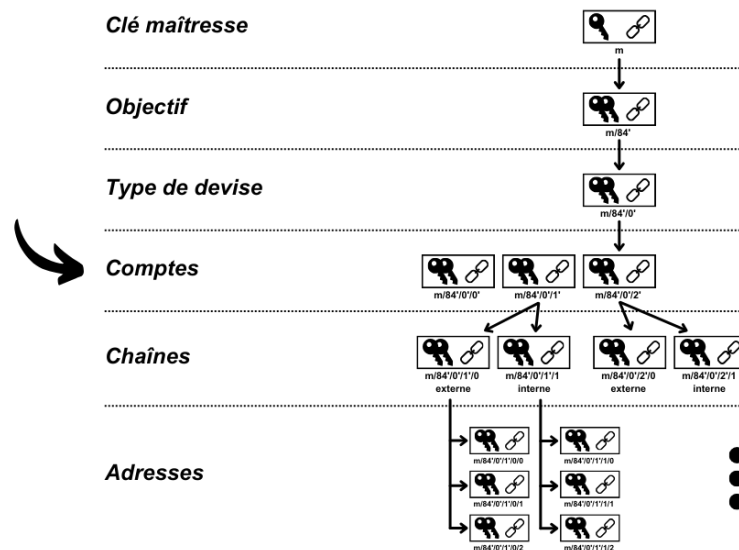 Clé maîtresse
m
Objectif
m/84'
Type de devise
m/84'/0'
Comptes
m/84'/0'/0'
m/84'/0'/1'
m/84'/0'/2'
Chaînes
m/84'/0'/1'/0
externe
m/84'/0'/1'/1
interne
m/84'/0'/2'/0
externe
m/84'/0'/2'/1
interne
Adresses
m/84'/0'/1'/0/0
m/84'/0'/1'/1/0
m/84'/0'/1'/0/1
m/84'/0'/1'/1/1
m/84'/0'/1'/0/2
m/84'/0'/1'/1/2